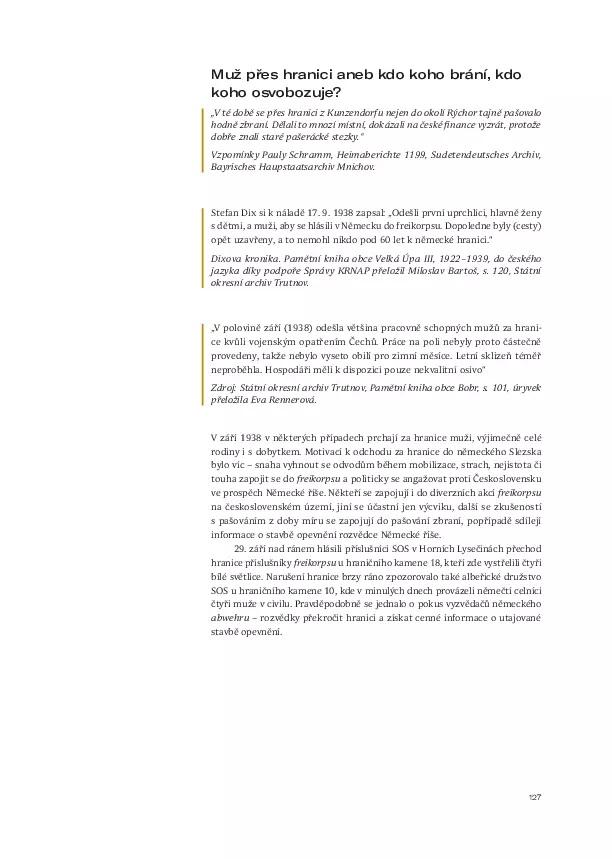 Muž přes hranici aneb kdo koho brání, kdo
koho osvobozuje?
„V té době se přes hranici z Kunzendorfu nejen do okolí Rýchor tajně pašovalo
hodně zbraní. Dělali to mnozí místní, dokázali na české finance vyzrát, protože
dobře znali staré pašerácké stezky.“
Vzpomínky Pauly Schramm, Heimaberichte 1199, Sudetendeutsches Archiv,
Bayrisches Haupstaatsarchiv Mnichov.
Stefan Dix si k náladě 17. 9. 1938 zapsal: „Odešli první uprchlíci, hlavně ženy
s dětmi, a muži, aby se hlásili v Německu do freikorpsu. Dopoledne byly (cesty)
opět uzavřeny, a to nemohl nikdo pod 60 let k německé hranici.“
Dixova kronika. Pamětní kniha obce Velká Úpa III, 1922–1939, do českého
jazyka díky podpoře Správy KRNAP přeložil Miloslav Bartoš, s. 120, Státní
okresní archiv Trutnov.
„V polovině září (1938) odešla většina pracovně schopných mužů za hrani-
ce kvůli vojenským opatřením Čechů. Práce na poli nebyly proto částečně
provedeny, takže nebylo vyseto obilí pro zimní měsíce. Letní sklizeň téměř
neproběhla. Hospodáři měli k dispozici pouze nekvalitní osivo“
Zdroj: Státní okresní archiv Trutnov, Pamětní kniha obce Bobr, s. 101, úryvek
přeložila Eva Rennerová.
V září 1938 v některých případech prchají za hranice muži, výjimečně celé
rodiny i s dobytkem. Motivací k odchodu za hranice do německého Slezska
bylo víc – snaha vyhnout se odvodům během mobilizace, strach, nejistota či
touha zapojit se do freikorpsu a politicky se angažovat proti Československu
ve prospěch Německé říše. Někteří se zapojují i do diverzních akcí freikorpsu
na československém území, jiní se účastní jen výcviku, další se zkušeností
s pašováním z doby míru se zapojují do pašování zbraní, popřípadě sdílejí
informace o stavbě opevnění rozvědce Německé říše.
29. září nad ránem hlásili příslušníci SOS v Horních Lysečinách přechod
hranice příslušníky freikorpsu u hraničního kamene 18, kteří zde vystřelili čtyři
bílé světlice. Narušení hranice brzy ráno zpozorovalo také albeřické družstvo
SOS u hraničního kamene 10, kde v minulých dnech provázeli němečtí celníci
čtyři muže v civilu. Pravděpodobně se jednalo o pokus vyzvědačů německého
abwehru – rozvědky překročit hranici a získat cenné informace o utajované
stavbě opevnění.
127